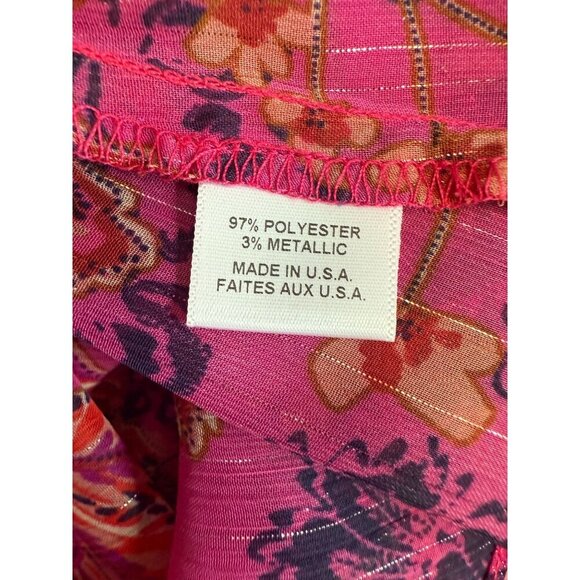 97% POLYESTER
3% METALLIC
MADE IN U.S.A.
FAITES AUX U.S.A.